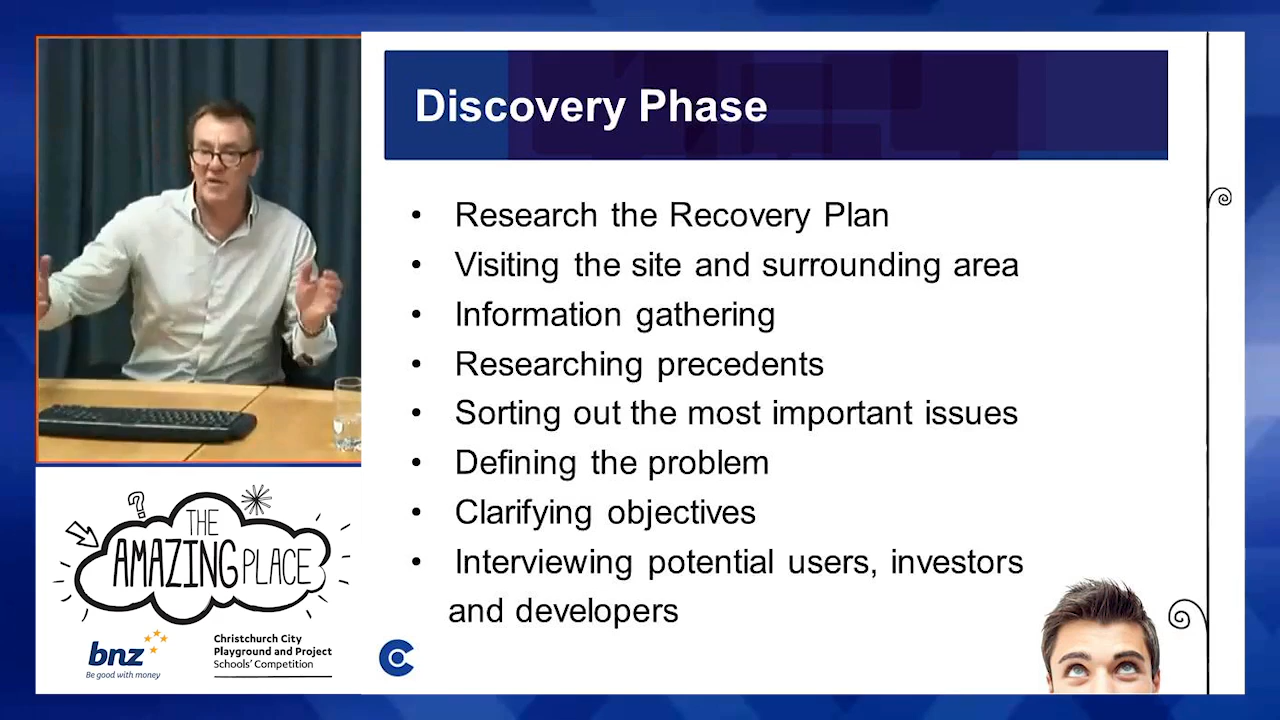 Discovery Phase
• Research the Recovery Plan
• Visiting the site and surrounding area
• Information gathering
• Researching precedents
• Sorting out the most important issues
• Defining the problem
• Clarifying objectives
• Interviewing potential users, investors
and developers
?
THE
AMAZING PLACE
bnz
Be good with money
Christchurch City
Playground and Project
Schools' Competition